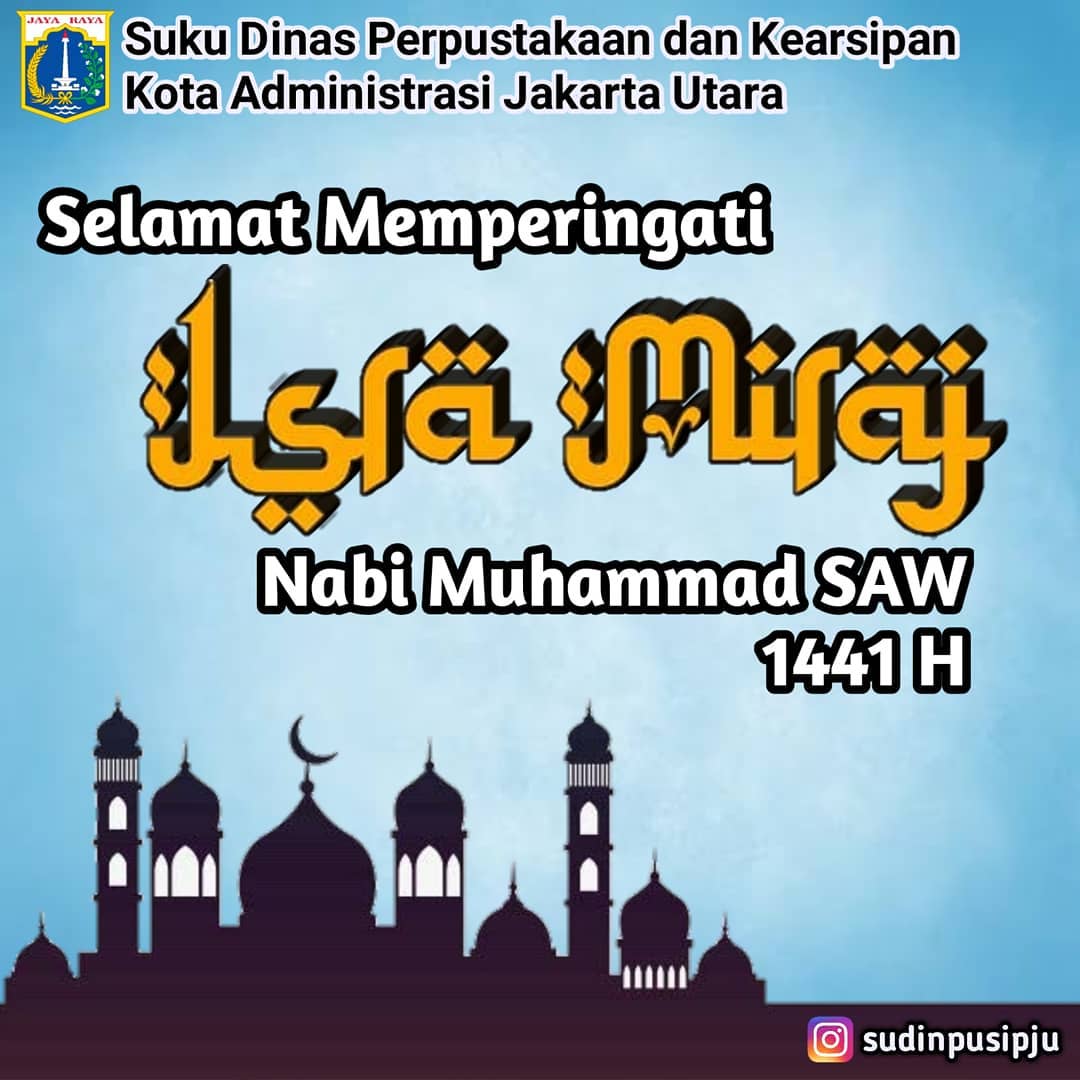 JAYA RAYA
Suku Dinas Perpustakaan dan Kearsipan
Kota Administrasi Jakarta Utara
Selamat Memperingati
Isra Miraj
Nabi Muhammad SAW
1441 H
sudinpusipju